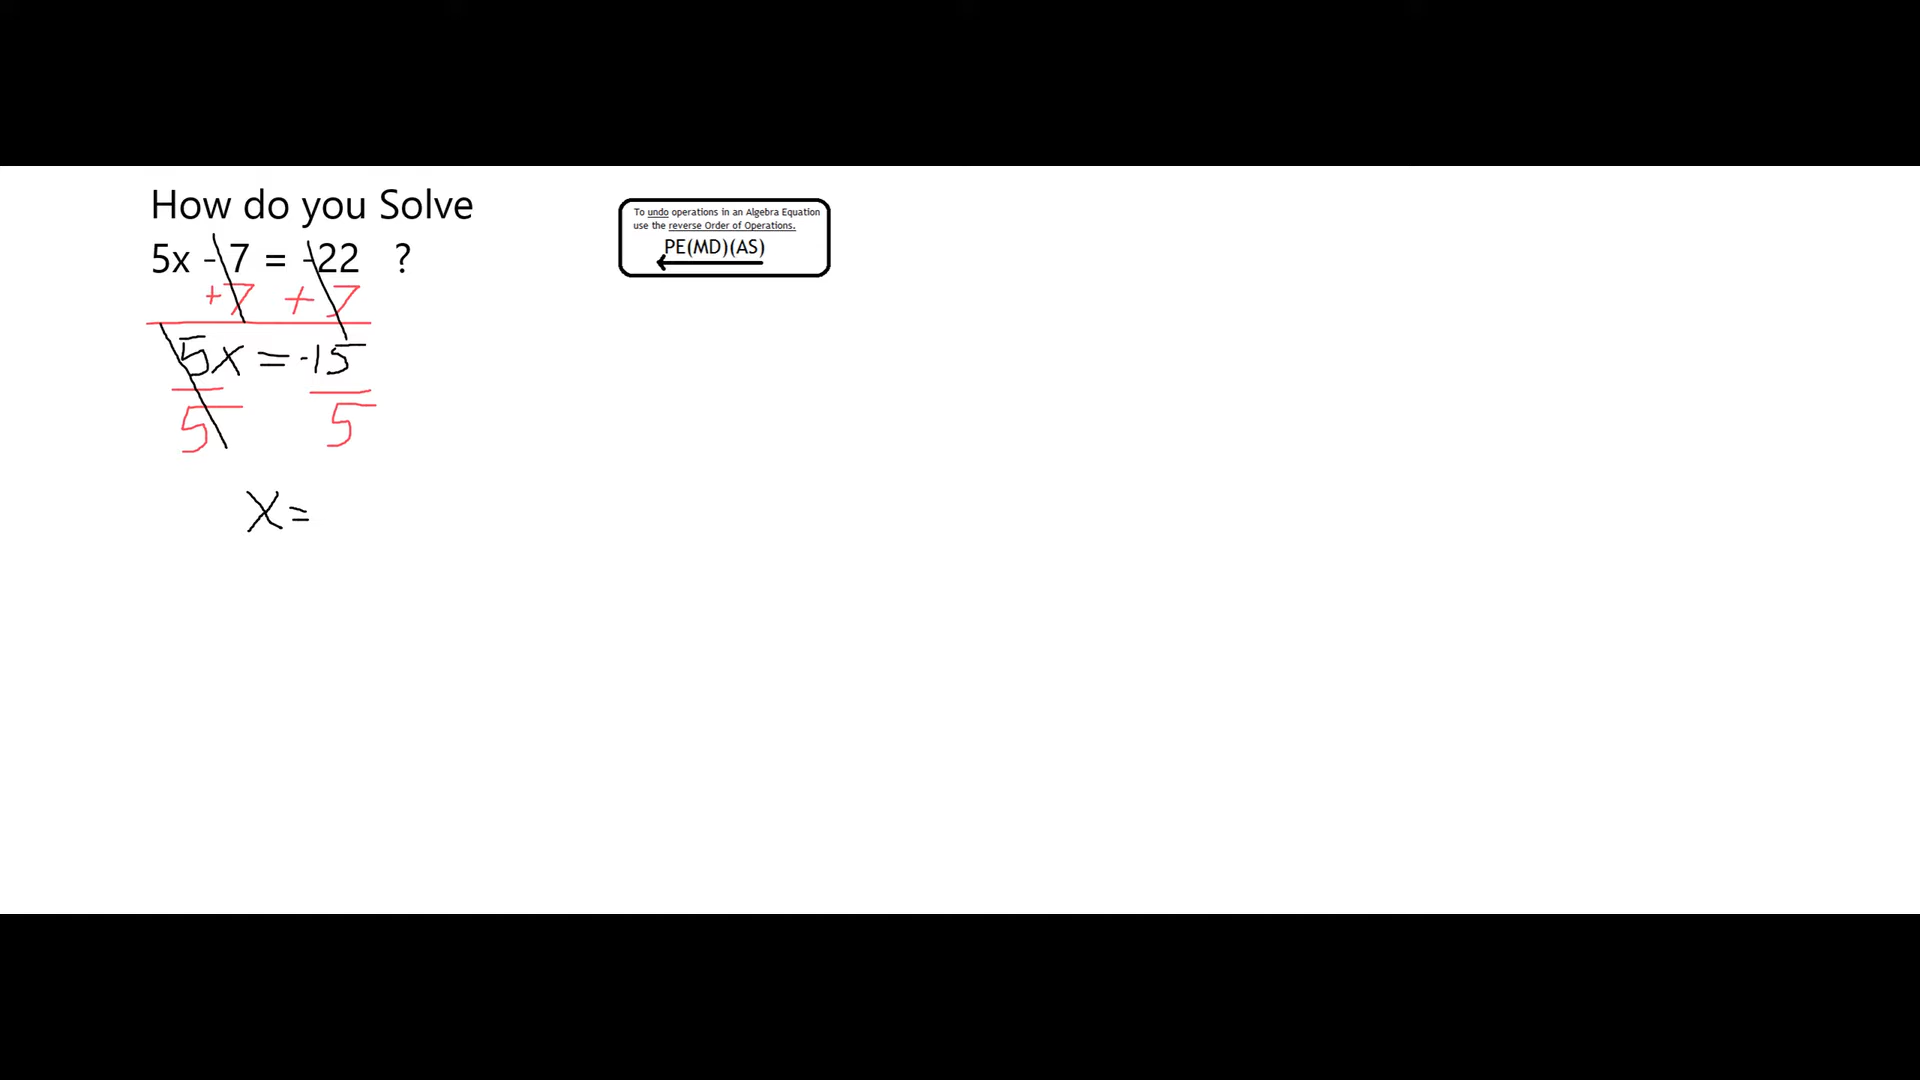 How do you Solve
5x - 7 = -22 ?
+7 +7
5x = -15
5 5
x =
To undo operations in an Algebra Equation
use the reverse Order of Operations.
PE(MD)(AS)